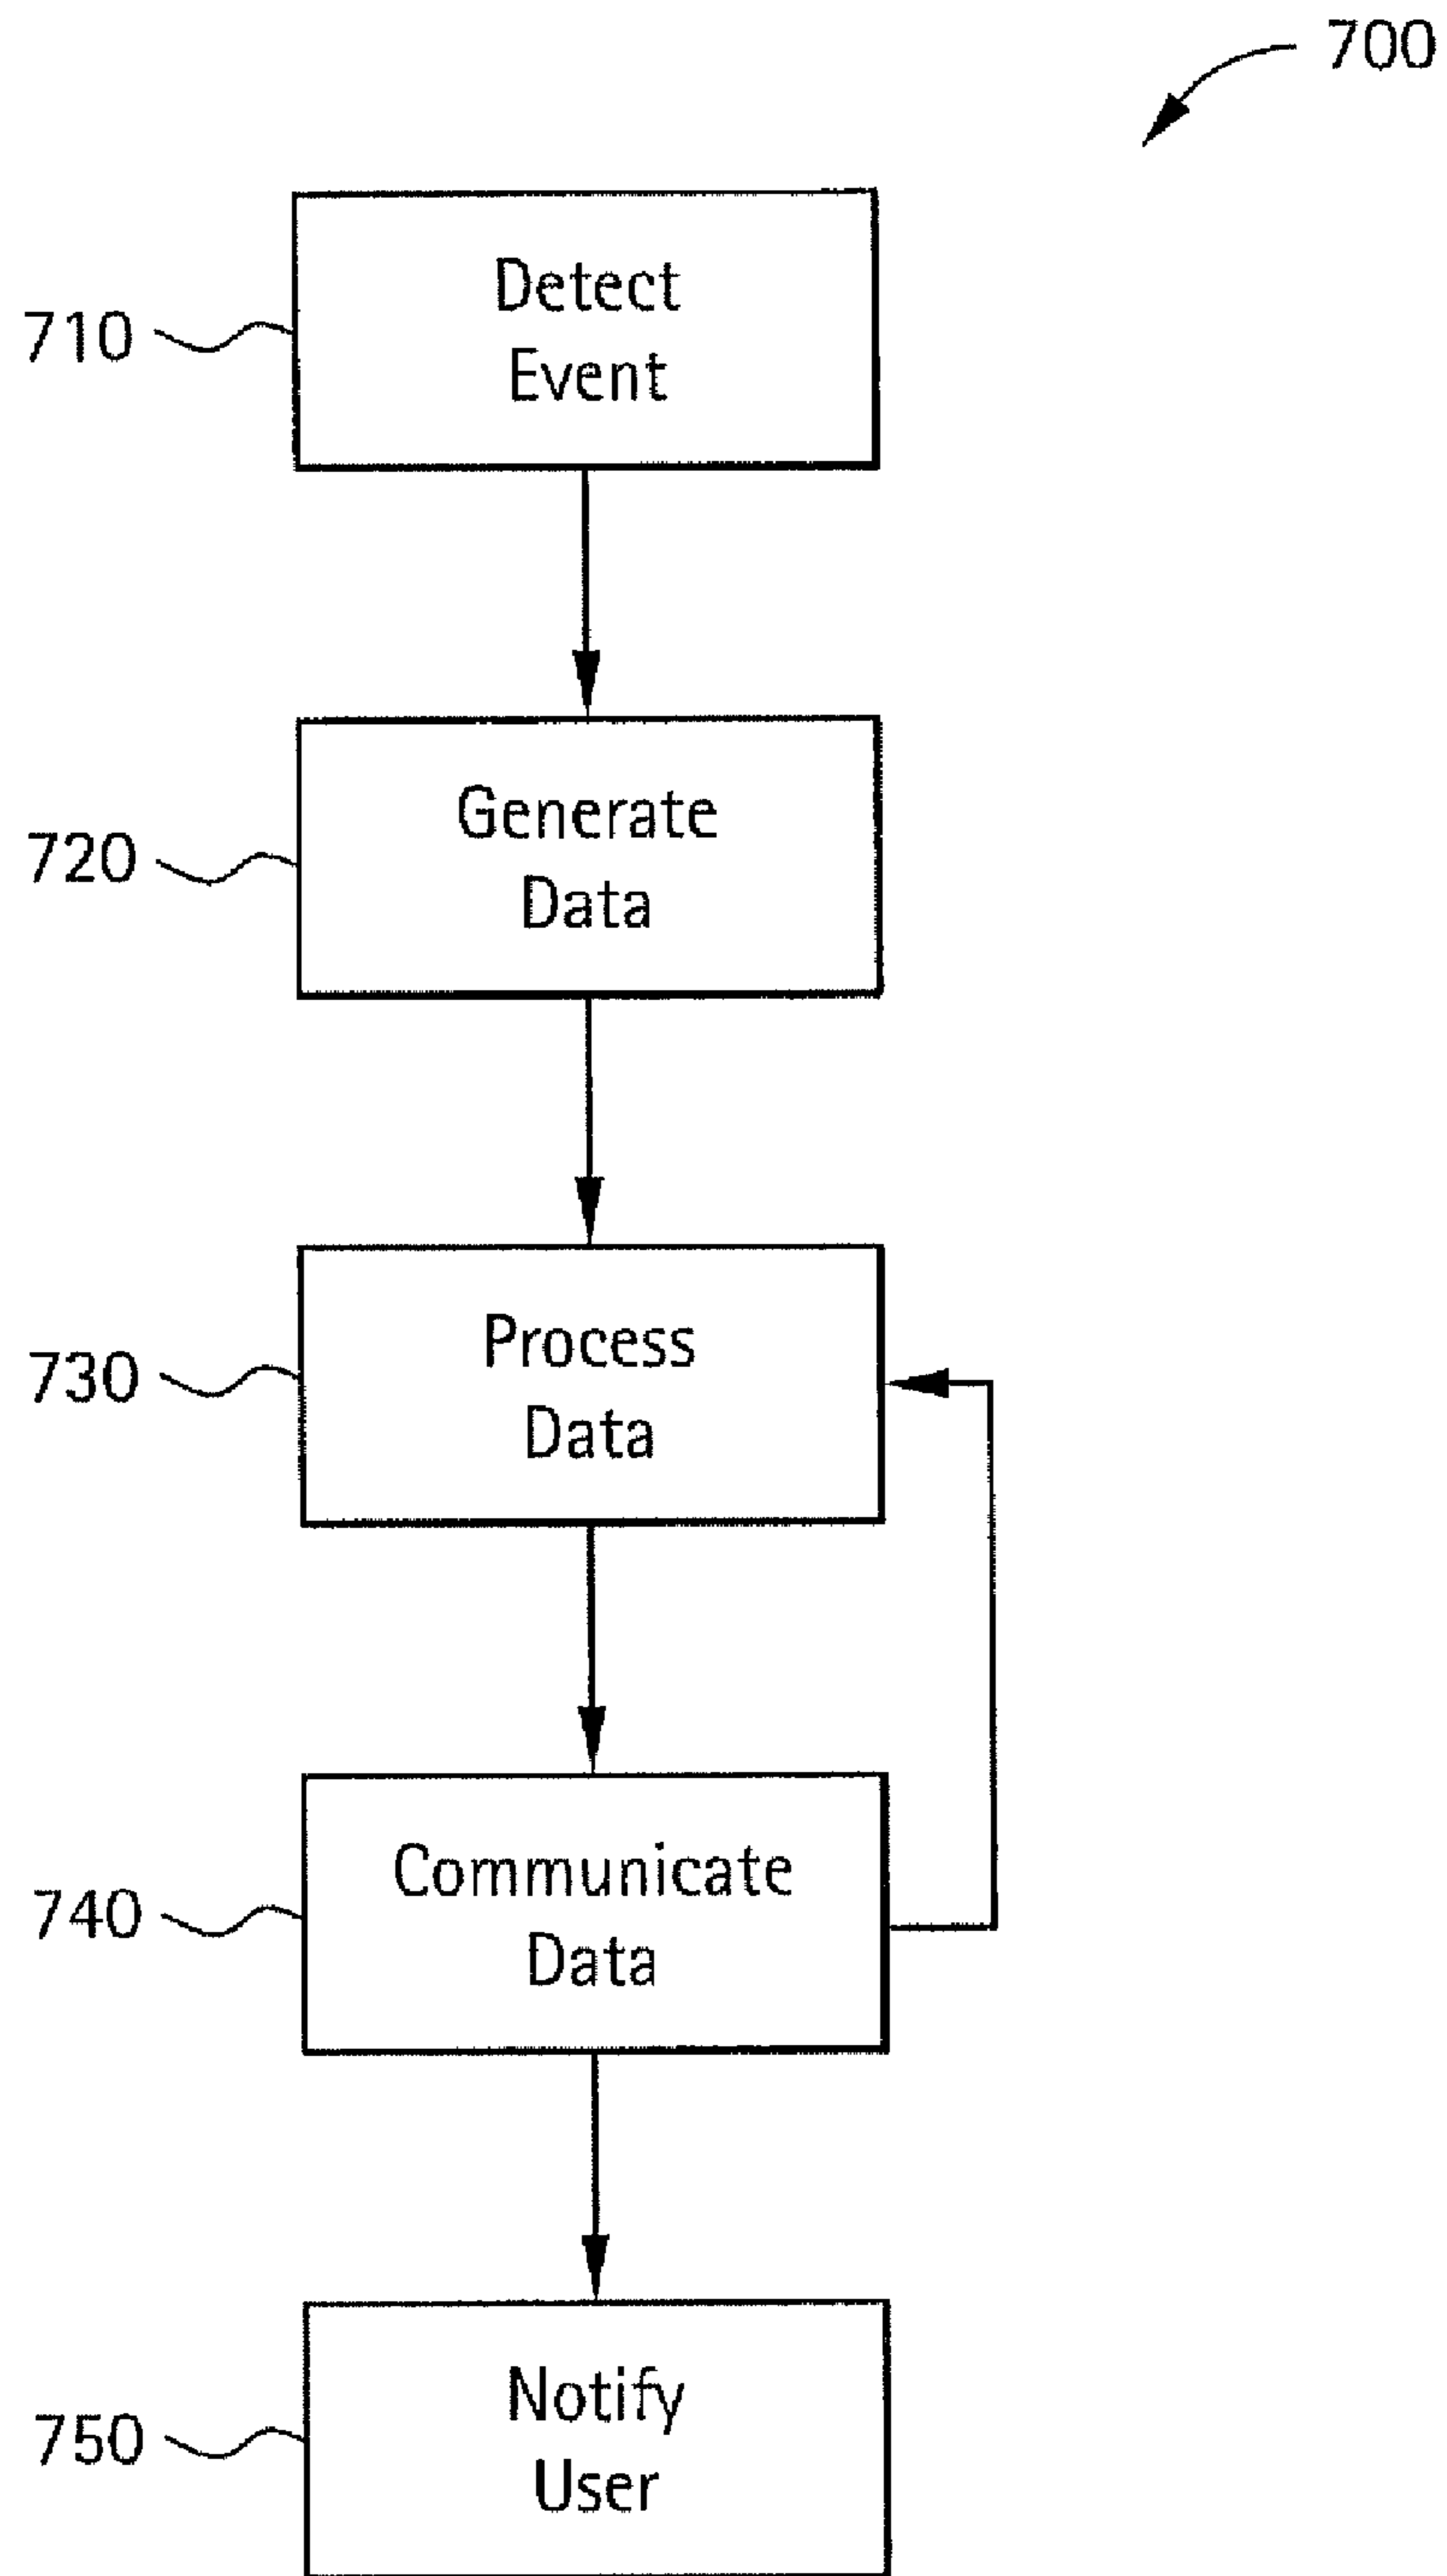 700
Detect
Event
710
Generate
Data
720
Process
Data
730
Communicate
Data
740
Notify
User
750